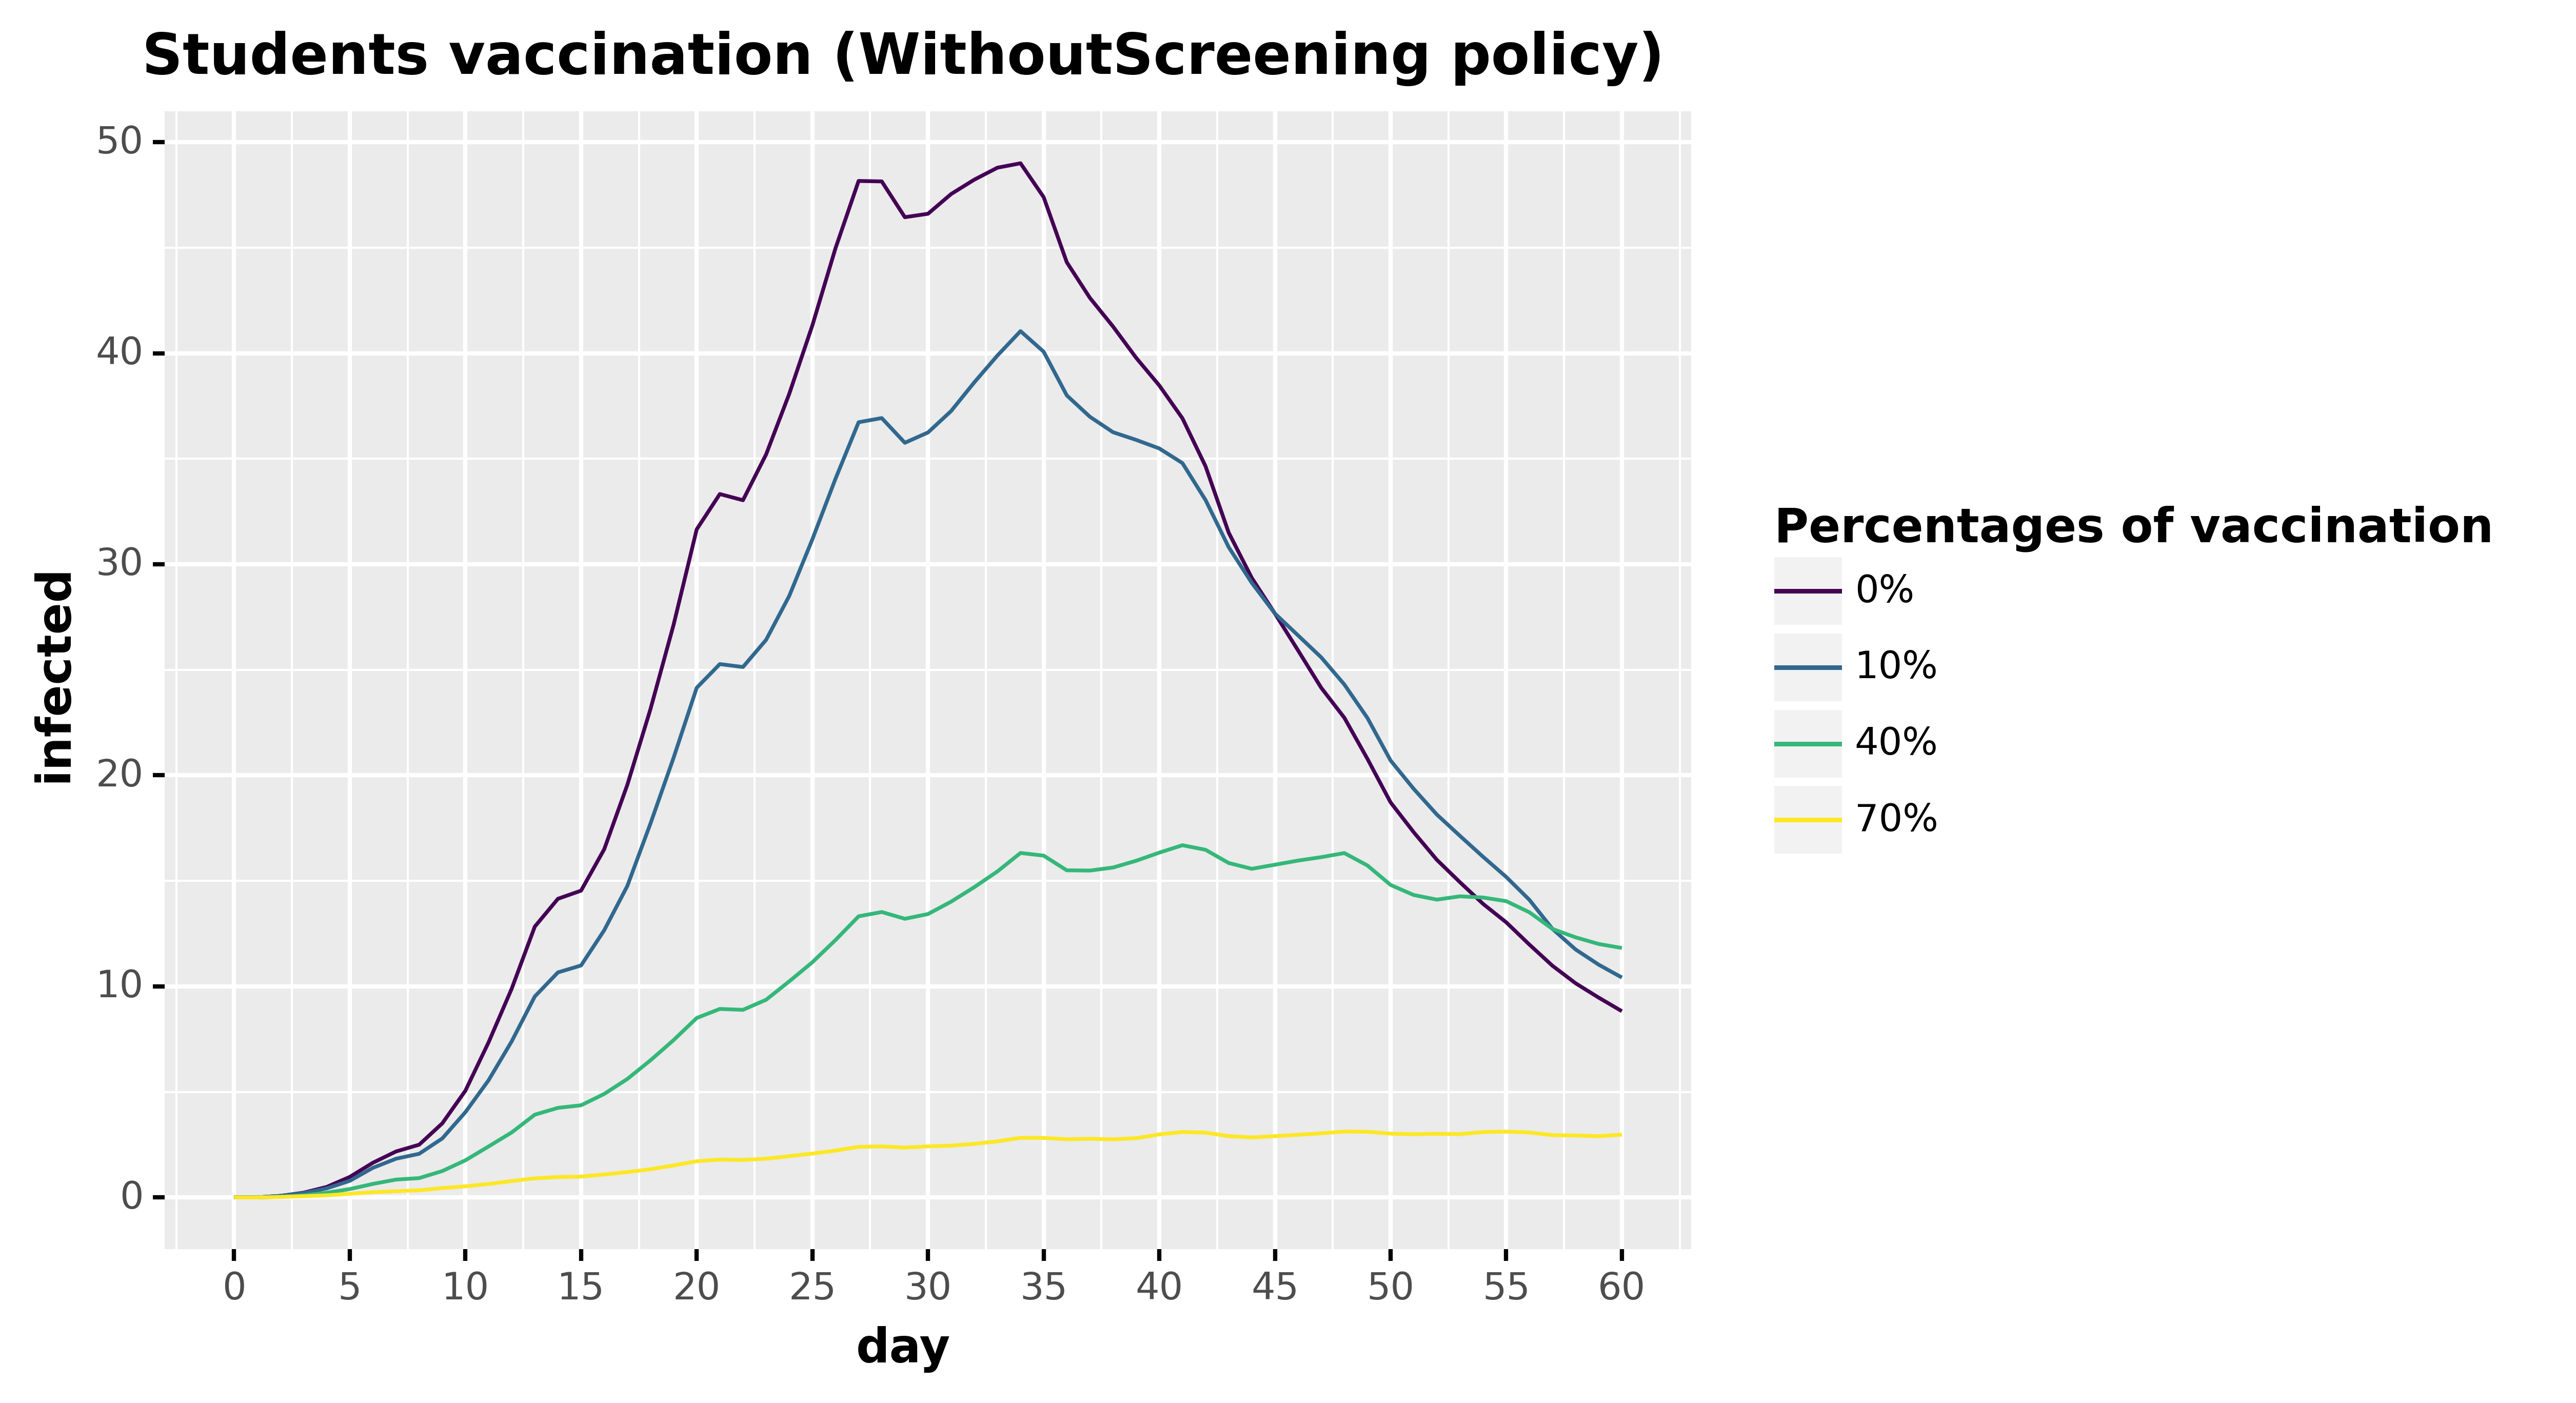 Students vaccination (WithoutScreening policy)
50
40
30
20
10
0
infected
0 5 10 15 20 25 30 35 40 45 50 55 60
day
Percentages of vaccination
0%
10%
40%
70%